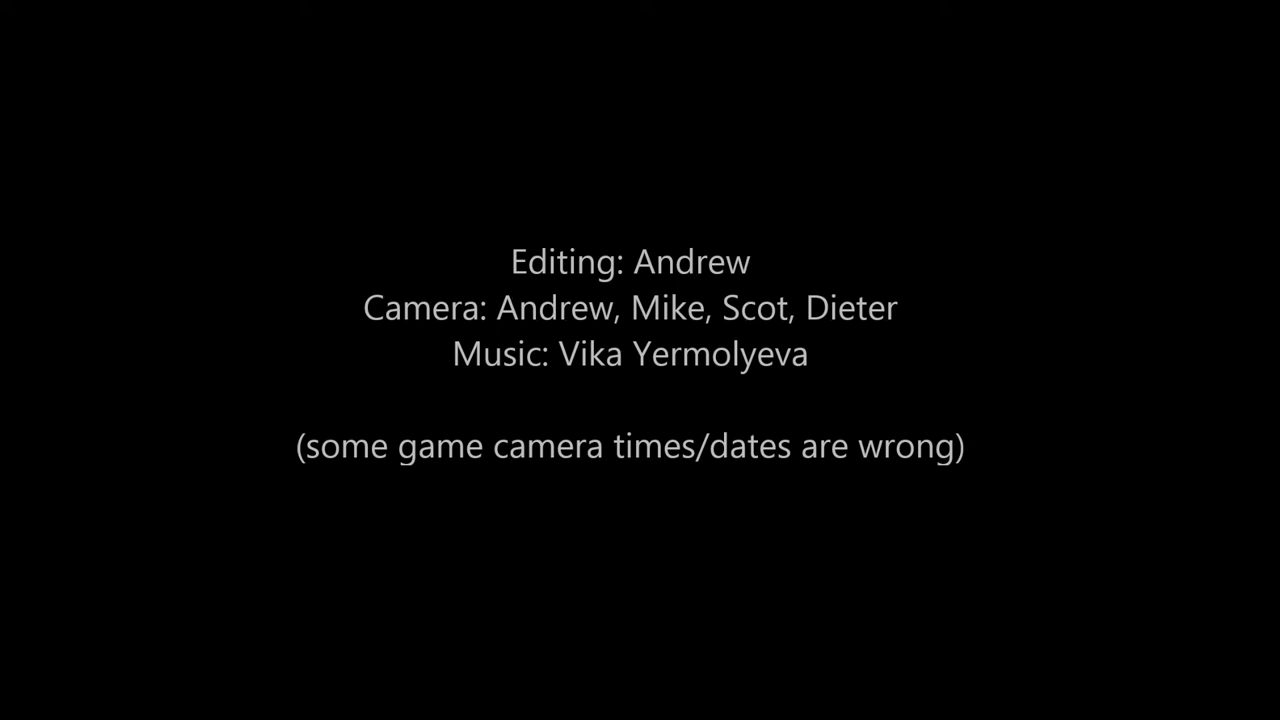 Editing: Andrew
Camera: Andrew, Mike, Scot, Dieter
Music: Vika Yermolyeva
(some game camera times/dates are wrong)